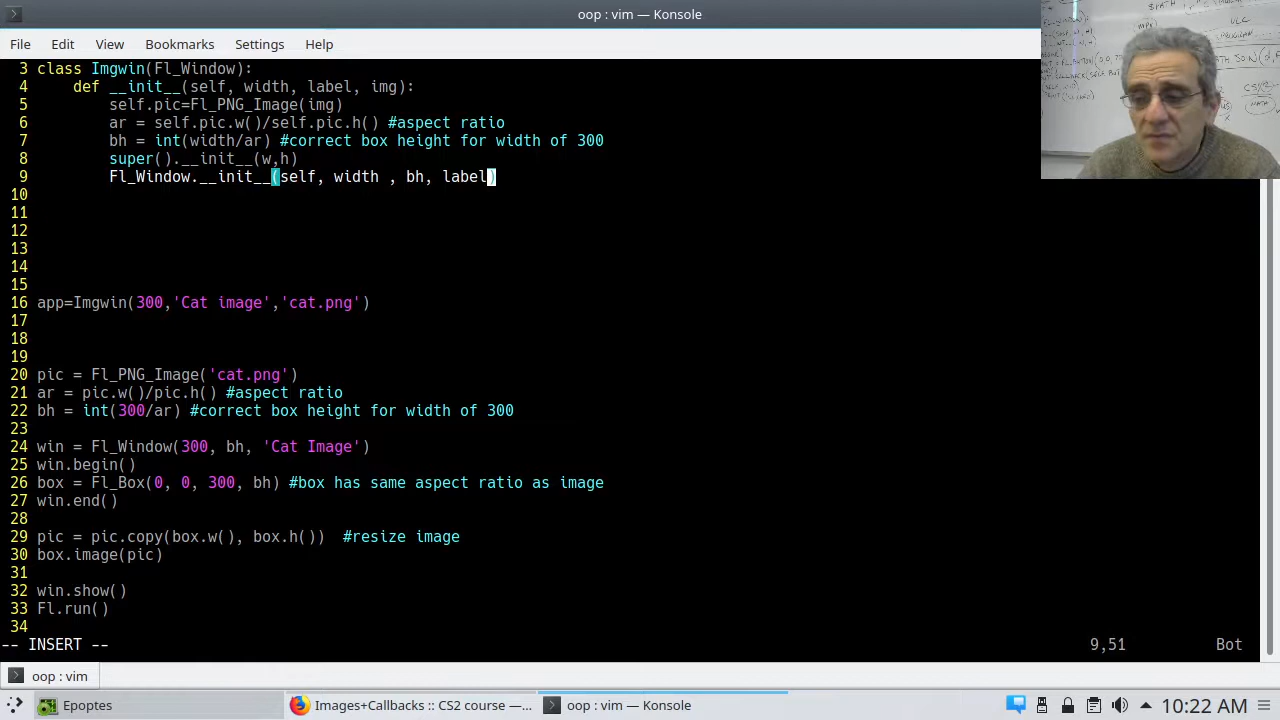 oop : vim — Konsole
File Edit View Bookmarks Settings Help
3 class Imgwin(Fl_Window):
4     def __init__(self, width, label, img):
5         self.pic=Fl_PNG_Image(img)
6         ar = self.pic.w()/self.pic.h() #aspect ratio
7         bh = int(width/ar) #correct box height for width of 300
8         super().__init__(w,h)
9         Fl_Window.__init__(self, width , bh, label)
10
11
12
13
14
15
16 app=Imgwin(300,'Cat image','cat.png')
17
18
19
20 pic = Fl_PNG_Image('cat.png')
21 ar = pic.w()/pic.h() #aspect ratio
22 bh = int(300/ar) #correct box height for width of 300
23
24 win = Fl_Window(300, bh, 'Cat Image')
25 win.begin()
26 box = Fl_Box(0, 0, 300, bh) #box has same aspect ratio as image
27 win.end()
28
29 pic = pic.copy(box.w(), box.h())  #resize image
30 box.image(pic)
31
32 win.show()
33 Fl.run()
34
-- INSERT -- 9,51 Bot
oop : vim
Epoptes Images+Callbacks :: CS2 course —... oop : vim — Konsole 10:22 AM